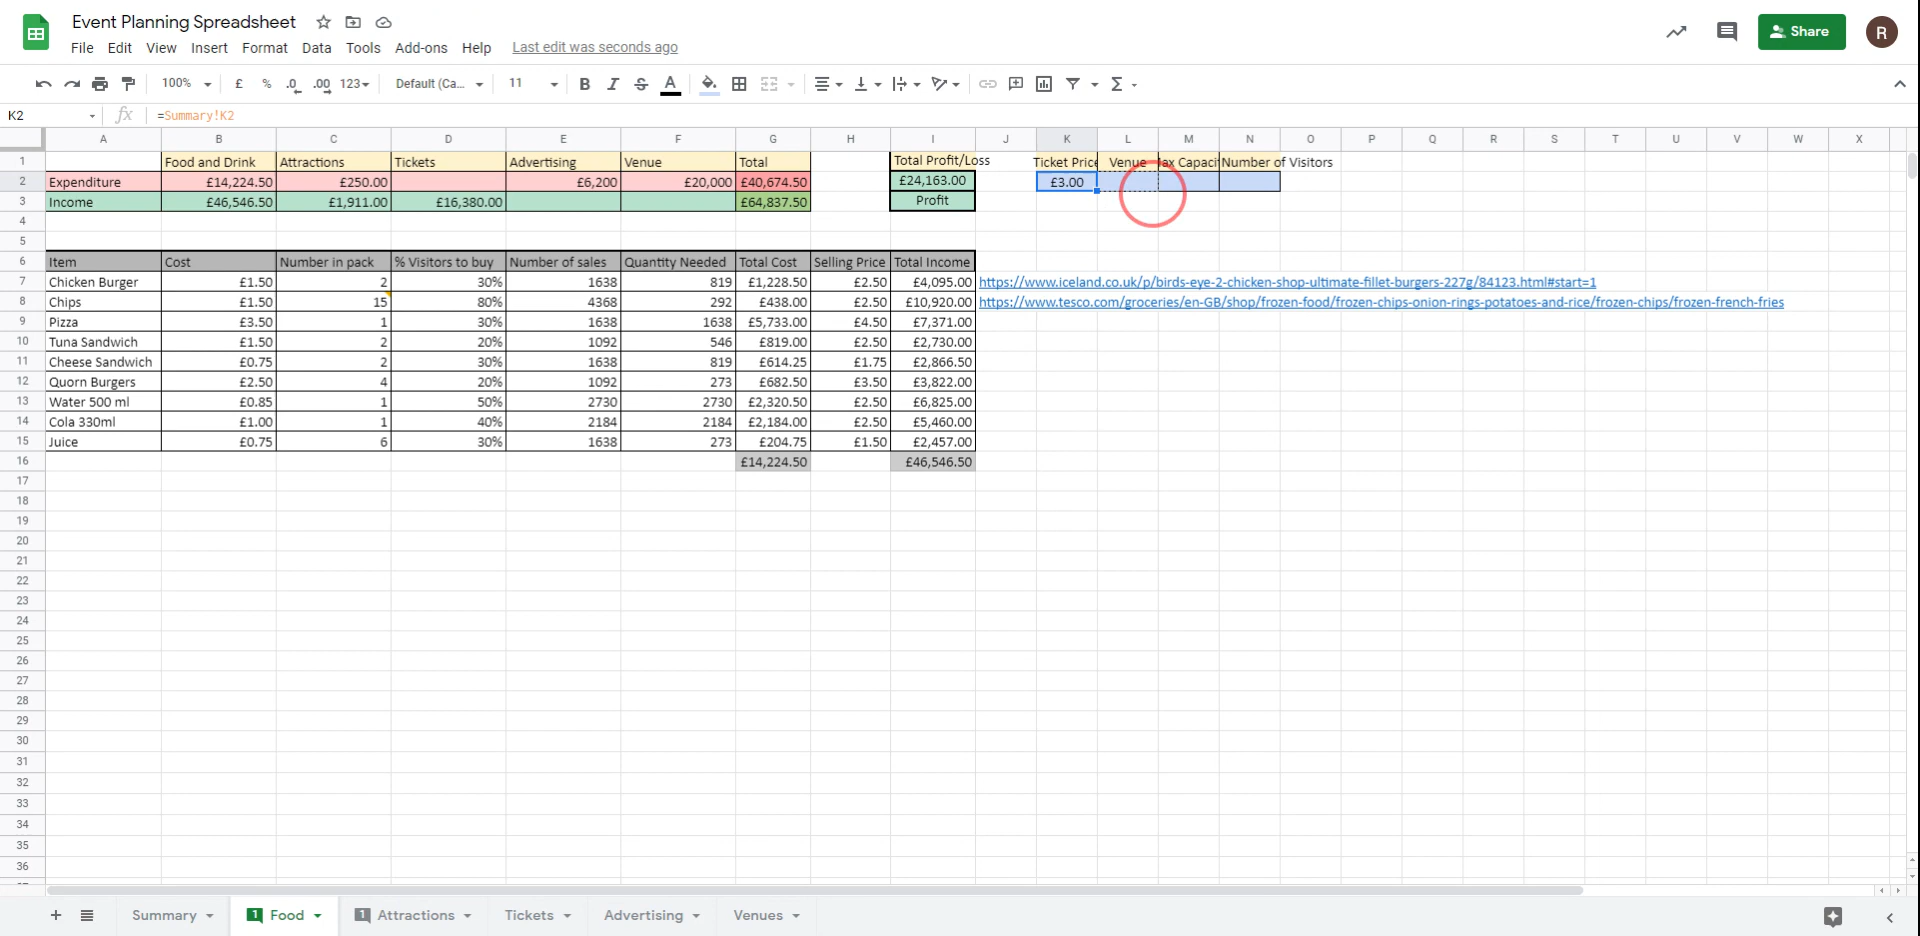 Event Planning Spreadsheet
File Edit View Insert Format Data Tools Add-ons Help Last edit was seconds ago
Share R
100% £ % .0 .00 123 Default (Ca... 11 B I S A
K2 fx =Summary!K2
A B C D E F G H I J K L M N O P Q R S T U V W X
1 Food and Drink Attractions Tickets Advertising Venue Total Total Profit/Loss Ticket Price Venue Max Capacit Number of Visitors
2 Expenditure £14,224.50 £250.00 £6,200 £20,000 £40,674.50 £24,163.00 £3.00
3 Income £46,546.50 £1,911.00 £16,380.00 £64,837.50 Profit
4
5
6 Item Cost Number in pack % Visitors to buy Number of sales Quantity Needed Total Cost Selling Price Total Income
7 Chicken Burger £1.50 2 30% 1638 819 £1,228.50 £2.50 £4,095.00 https://www.iceland.co.uk/p/birds-eye-2-chicken-shop-ultimate-fillet-burgers-227g/84123.html#start=1
8 Chips £1.50 15 80% 4368 292 £438.00 £2.50 £10,920.00 https://www.tesco.com/groceries/en-GB/shop/frozen-food/frozen-chips-onion-rings-potatoes-and-rice/frozen-chips/frozen-french-fries
9 Pizza £3.50 1 30% 1638 1638 £5,733.00 £4.50 £7,371.00
10 Tuna Sandwich £1.50 2 20% 1092 546 £819.00 £2.50 £2,730.00
11 Cheese Sandwich £0.75 2 30% 1638 819 £614.25 £1.75 £2,866.50
12 Quorn Burgers £2.50 4 20% 1092 273 £682.50 £3.50 £3,822.00
13 Water 500 ml £0.85 1 50% 2730 2730 £2,320.50 £2.50 £6,825.00
14 Cola 330ml £1.00 1 40% 2184 2184 £2,184.00 £2.50 £5,460.00
15 Juice £0.75 6 30% 1638 273 £204.75 £1.50 £2,457.00
16 £14,224.50 £46,546.50
17
18
19
20
21
22
23
24
25
26
27
28
29
30
31
32
33
34
35
36
Summary 1 Food 1 Attractions Tickets Advertising Venues